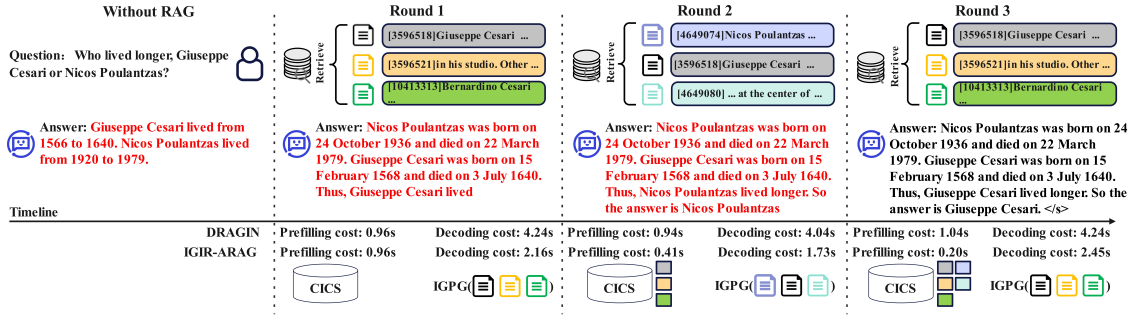 Without RAG
Question: Who lived longer, Giuseppe
Cesari or Nicos Poulantzas?
Answer: Giuseppe Cesari lived from
1566 to 1640. Nicos Poulantzas lived
from 1920 to 1979.
Round 1
Retrieve
[3596518]Giuseppe Cesari ...
[3596521]in his studio. Other ...
[10413313]Bernardino Cesari
...
Answer: Nicos Poulantzas was born on
24 October 1936 and died on 22 March
1979. Giuseppe Cesari was born on 15
February 1568 and died on 3 July 1640.
Thus, Giuseppe Cesari lived
Round 2
Retrieve
[4649074]Nicos Poulantzas ...
[3596518]Giuseppe Cesari ...
[4649080] ... at the center of ...
Answer: Nicos Poulantzas was born on
24 October 1936 and died on 22 March
1979. Giuseppe Cesari was born on 15
February 1568 and died on 3 July 1640.
Thus, Nicos Poulantzas lived longer. So
the answer is Nicos Poulantzas
Round 3
Retrieve
[3596518]Giuseppe Cesari ...
[3596521]in his studio. Other ...
[10413313]Bernardino Cesari
...
Answer: Nicos Poulantzas was born on 24
October 1936 and died on 22 March
1979. Giuseppe Cesari was born on 15
February 1568 and died on 3 July 1640.
Thus, Giuseppe Cesari lived longer. So the
answer is Giuseppe Cesari. </s>
Timeline
DRAGIN Prefilling cost: 0.96s Decoding cost: 4.24s Prefilling cost: 0.94s Decoding cost: 4.04s Prefilling cost: 1.04s Decoding cost: 4.24s
IGIR-ARAG Prefilling cost: 0.96s Decoding cost: 2.16s Prefilling cost: 0.41s Decoding cost: 1.73s Prefilling cost: 0.20s Decoding cost: 2.45s
CICS IGPG( ) CICS IGPG( ) CICS IGPG( )